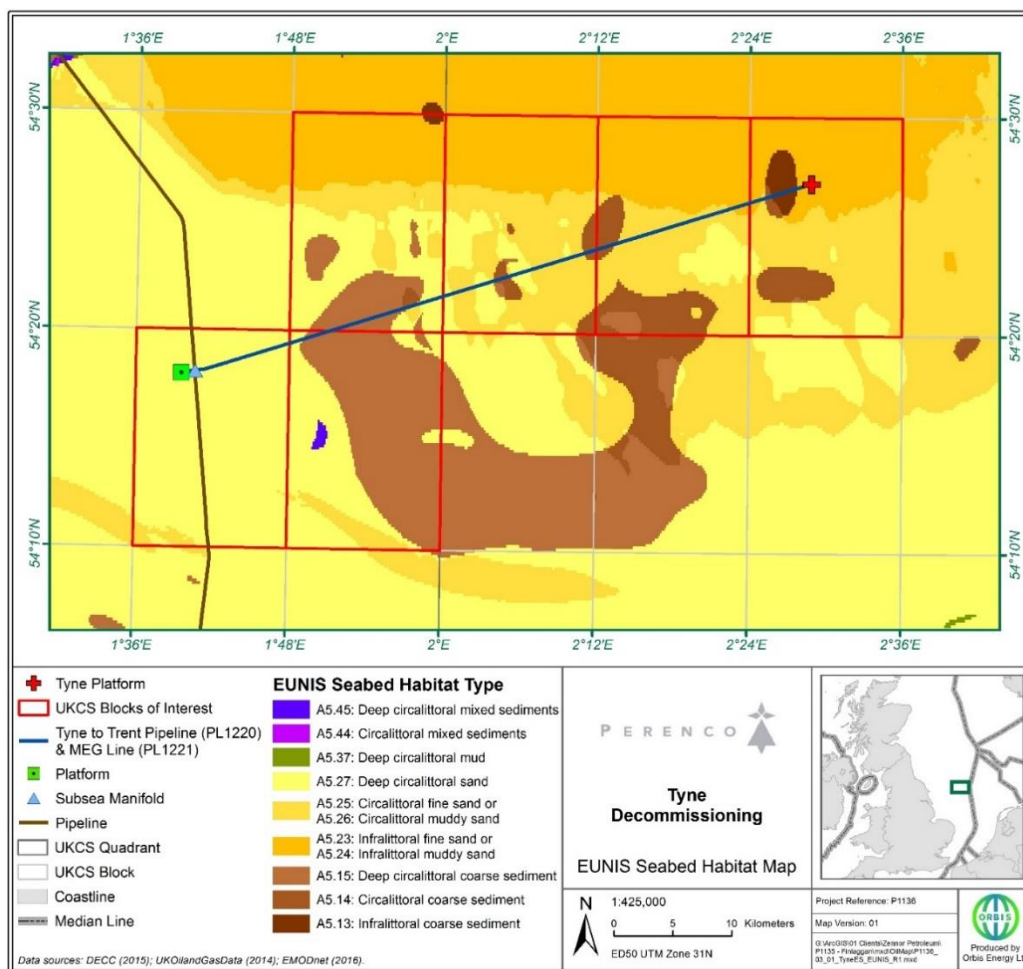 1°36'E 1°48'E 2°E 2°12'E 2°24'E 2°36'E
54°30'N 54°30'N
54°20'N 54°20'N
54°10'N 54°10'N
1°36'E 1°48'E 2°E 2°12'E 2°24'E 2°36'E
Tyne Platform
UKCS Blocks of Interest
Tyne to Trent Pipeline (PL1220)
& MEG Line (PL1221)
Platform
Subsea Manifold
Pipeline
UKCS Quadrant
UKCS Block
Coastline
Median Line
Data sources: DECC (2015); UKOilandGasData (2014); EMODnet (2016).
EUNIS Seabed Habitat Type
A5.45: Deep circalittoral mixed sediments
A5.44: Circalittoral mixed sediments
A5.37: Deep circalittoral mud
A5.27: Deep circalittoral sand
A5.25: Circalittoral fine sand or
A5.26: Circalittoral muddy sand
A5.23: Infralittoral fine sand or
A5.24: Infralittoral muddy sand
A5.15: Deep circalittoral coarse sediment
A5.14: Circalittoral coarse sediment
A5.13: Infralittoral coarse sediment
PERENCO
Tyne
Decommissioning
EUNIS Seabed Habitat Map
N
1:425,000
0 5 10 Kilometers
ED50 UTM Zone 31N
Project Reference: P1136
Map Version: 01
ORBIS
Produced by
Orbis Energy Ltd